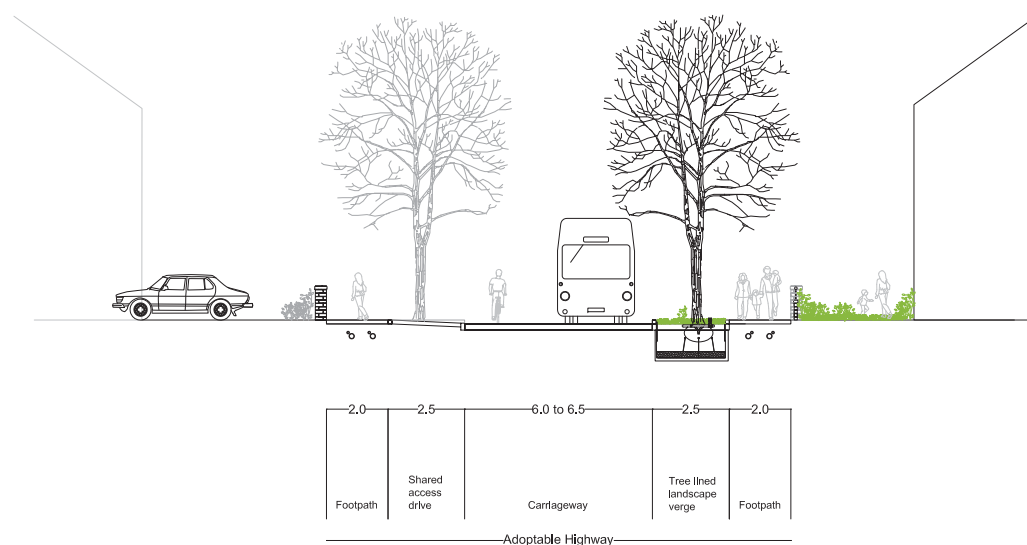 2.0 2.5 6.0 to 6.5 2.5 2.0
Footpath
Shared
access
drive
Carriageway
Tree lined
landscape
verge
Footpath
Adoptable Highway